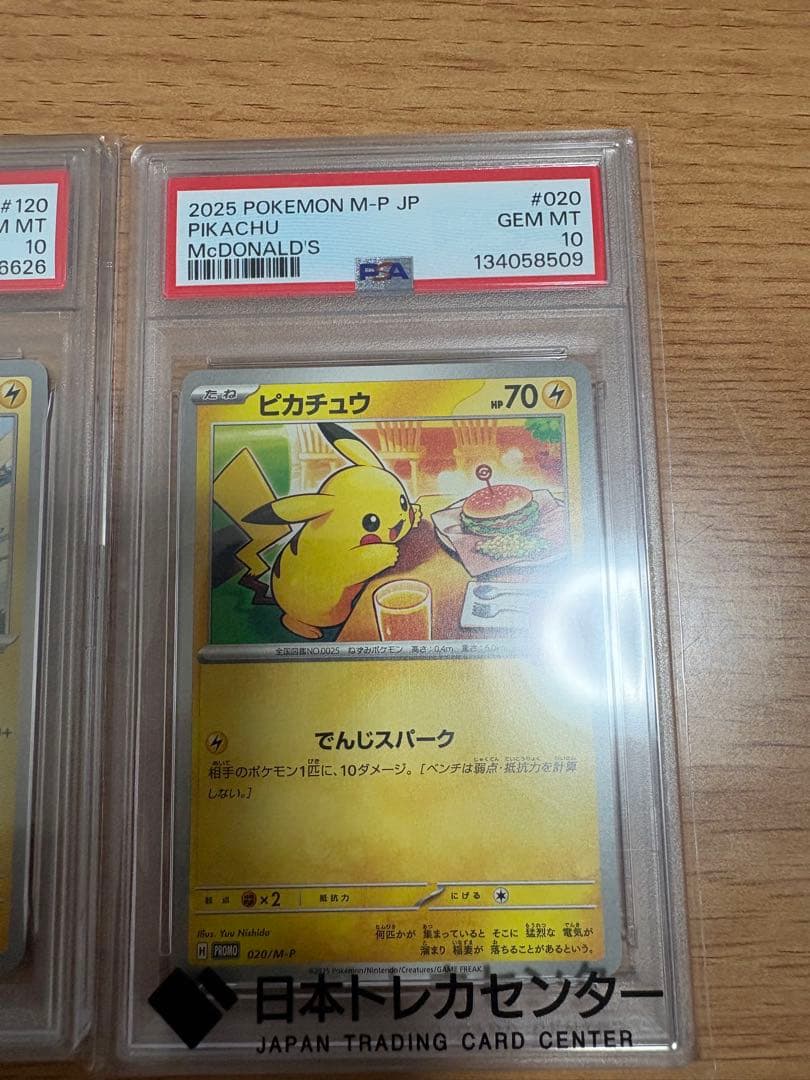 #120
MT
10
6626
2025 POKEMON M-P JP #020
PIKACHU GEM MT
McDONALD'S 10
PSA 134058509
たね ピカチュウ HP70
全国図鑑NO.0025 ねずみポケモン 高さ:0.4m 重さ:
でんじスパーク
相手のポケモン1匹に、10ダメージ。[ベンチは弱点・抵抗力を計算
しない。]
弱点 ×2 抵抗力 にげる
Illus. Yuu Nishida
何匹かが 集まっていると そこに 猛烈な 電気が
溜まり 稲妻が 落ちることがあるという。
H PROMO 020/M-P
©2025 Pokémon/Nintendo/Creatures/GAME FREAK.
日本トレカセンター
JAPAN TRADING CARD CENTER